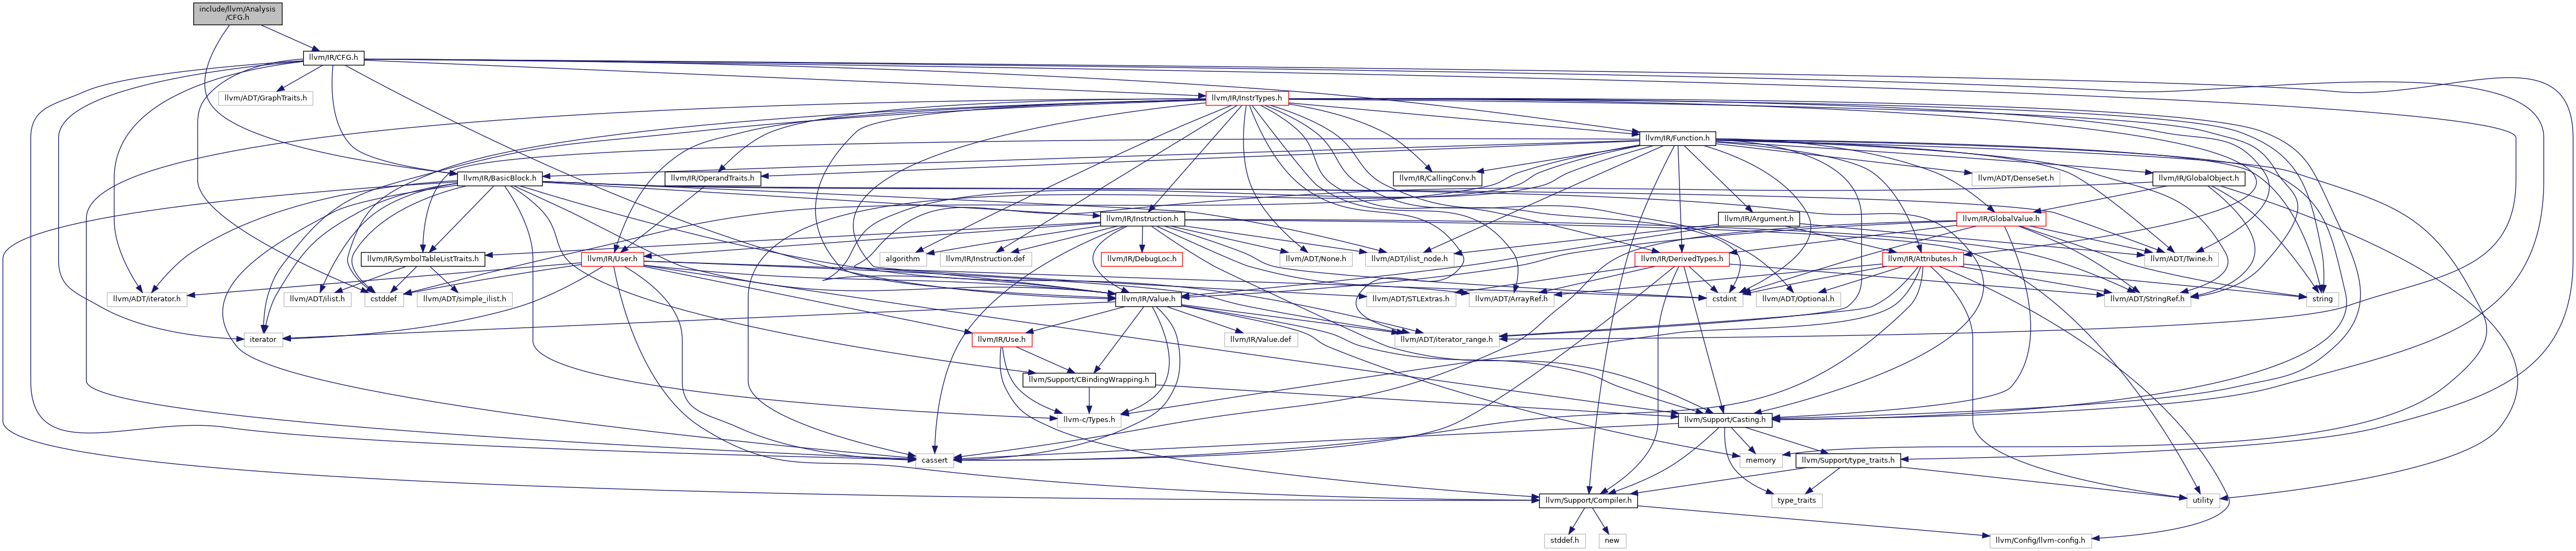 include/llvm/Analysis
/CFG.h
llvm/IR/CFG.h
llvm/ADT/GraphTraits.h
llvm/IR/InstrTypes.h
llvm/IR/Function.h
llvm/IR/BasicBlock.h
llvm/IR/OperandTraits.h
llvm/IR/CallingConv.h
llvm/ADT/DenseSet.h
llvm/IR/GlobalObject.h
llvm/IR/Instruction.h
llvm/IR/Argument.h
llvm/IR/GlobalValue.h
llvm/IR/SymbolTableListTraits.h
llvm/IR/User.h
algorithm
llvm/IR/Instruction.def
llvm/IR/DebugLoc.h
llvm/ADT/None.h
llvm/ADT/ilist_node.h
llvm/IR/DerivedTypes.h
llvm/IR/Attributes.h
llvm/ADT/Twine.h
llvm/ADT/iterator.h
llvm/ADT/ilist.h
cstddef
llvm/ADT/simple_ilist.h
llvm/IR/Value.h
llvm/ADT/STLExtras.h
llvm/ADT/ArrayRef.h
cstdint
llvm/ADT/Optional.h
llvm/ADT/StringRef.h
string
iterator
llvm/IR/Use.h
llvm/IR/Value.def
llvm/ADT/iterator_range.h
llvm/Support/CBindingWrapping.h
llvm-c/Types.h
llvm/Support/Casting.h
cassert
memory
llvm/Support/type_traits.h
llvm/Support/Compiler.h
type_traits
utility
stddef.h
new
llvm/Config/llvm-config.h